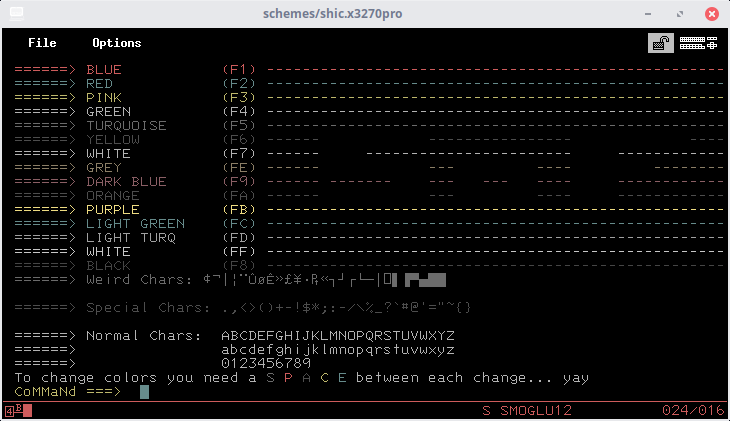 schemes/shic.x3270pro
File Options
======> BLUE (F1) ------------------------------------------------------------
======> RED (F2) ------------------------------------------------------------
======> PINK (F3) ------------------------------------------------------------
======> GREEN (F4) ------------------------------------------------------------
======> TURQUOISE (F5) ------------------------------------------------------------
======> YELLOW (F6) ------
======> WHITE (F7) ------
======> GREY (FE) ------
======> DARK BLUE (F9) ------
======> ORANGE (FA) ------
======> PURPLE (FB) ------------------------------------------------------------
======> LIGHT GREEN (FC) ------------------------------------------------------------
======> LIGHT TURQ (FD) ------------------------------------------------------------
======> WHITE (FF) ------------------------------------------------------------
======> BLACK (F8) ------------------------------------------------------------
======> Weird Chars:
======> Special Chars: .,<>()+-!$*;:-/\%_?`#@'="~{}
======> Normal Chars: ABCDEFGHIJKLMNOPQRSTUVWXYZ
======> abcdefghijklmnopqrstuvwxyz
======> 0123456789
To change colors you need a S P A C E between each change... yay
CoMMaNd ===>
4B S SMOGLU12 024/016